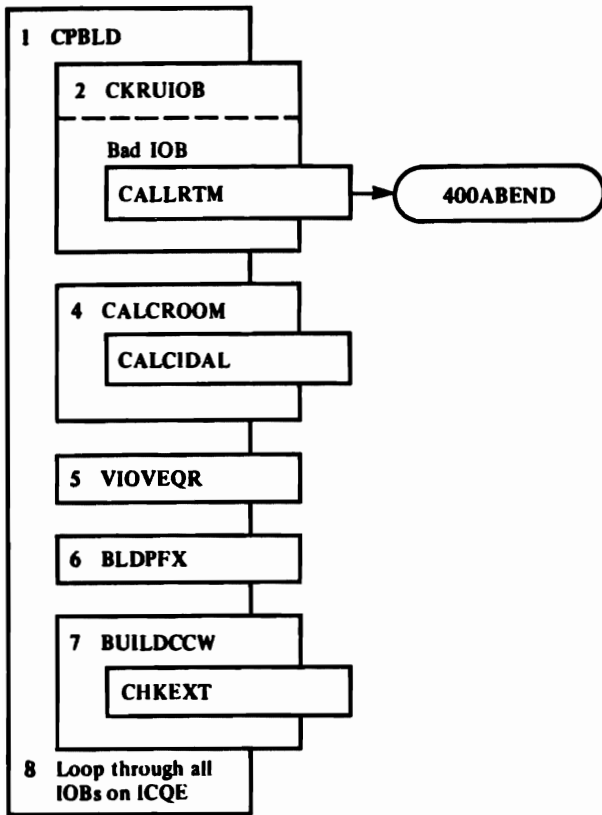 1 CPBLD
2 CKRUIOB
Bad IOB
CALLRTM
400ABEND
4 CALCROOM
CALCIDAL
5 VIOVEQR
6 BLDPFX
7 BUILDCCW
CHKEXT
8 Loop through all
IOBs on ICQE